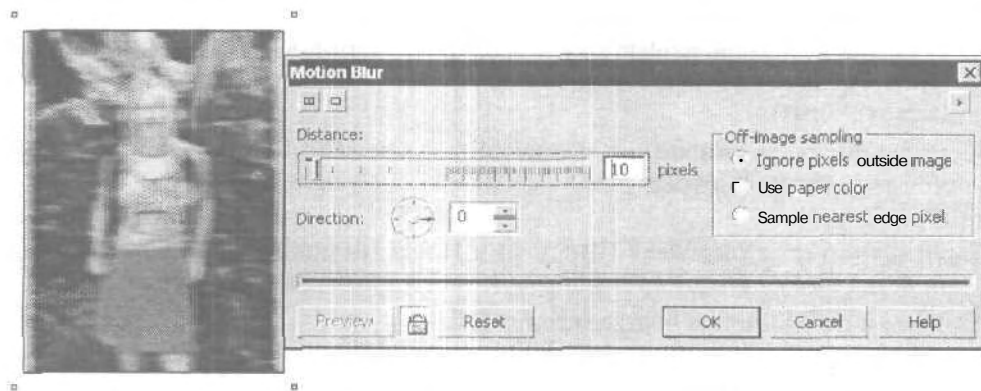 Motion Blur
Distance:
10 pixels
Direction:
0
Off-image sampling
Ignore pixels outside image
Use paper color
Sample nearest edge pixel
Preview
Reset
OK
Cancel
Help